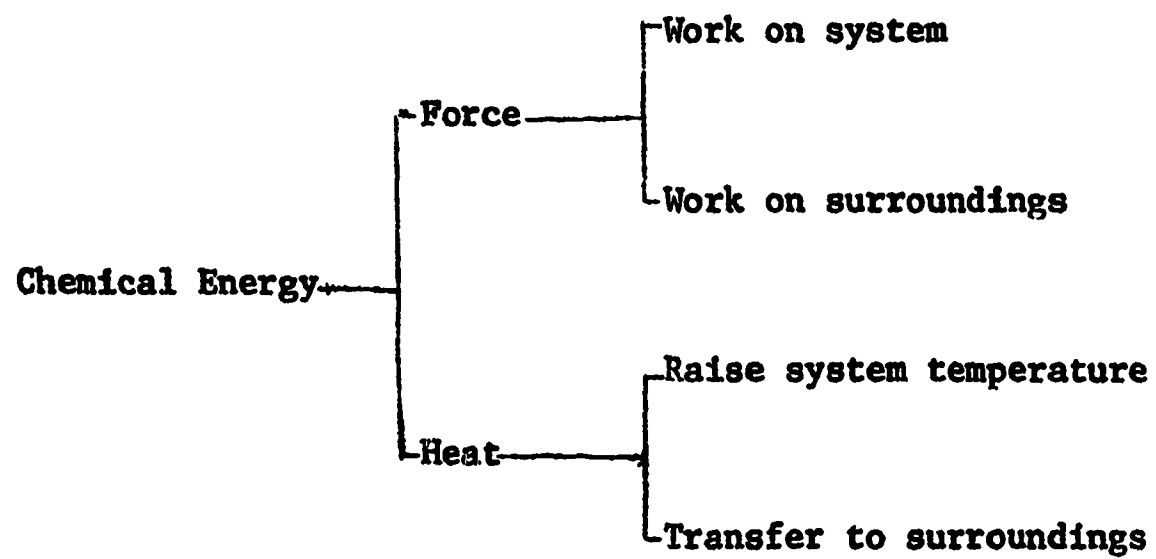 Work on system
Force
Work on surroundings
Chemical Energy
Raise system temperature
Heat
Transfer to surroundings